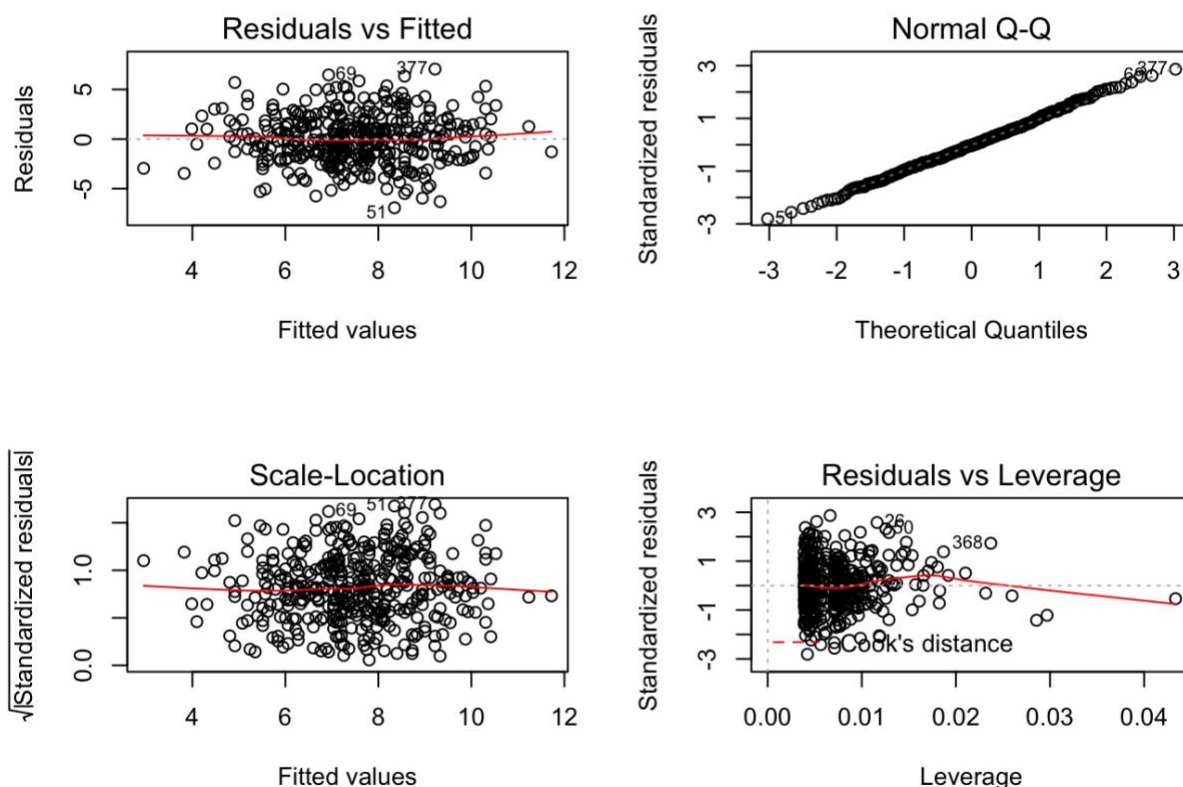 Residuals vs Fitted
Residuals
5
0
-5
69
377
51
4 6 8 10 12
Fitted values
Normal Q-Q
Standardized residuals
3
1
-1
-3
377
51
-3 -2 -1 0 1 2 3
Theoretical Quantiles
Scale-Location
√|Standardized residuals|
1.0
0.0
69
51
377
4 6 8 10 12
Fitted values
Residuals vs Leverage
Standardized residuals
3
1
-1
-3
368
Cook's distance
0.00 0.01 0.02 0.03 0.04
Leverage